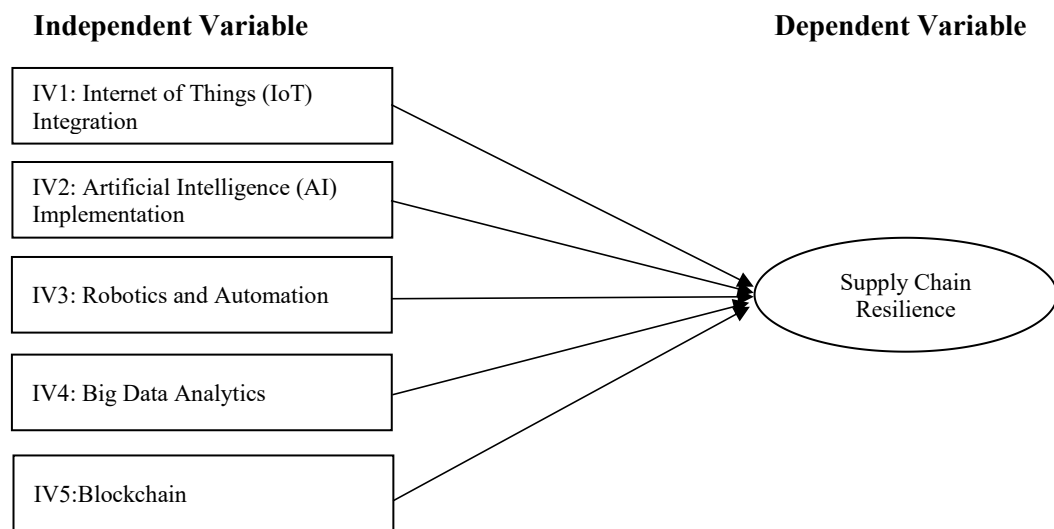 Independent Variable
Dependent Variable
IV1: Internet of Things (IoT)
Integration
IV2: Artificial Intelligence (AI)
Implementation
IV3: Robotics and Automation
IV4: Big Data Analytics
IV5:Blockchain
Supply Chain
Resilience